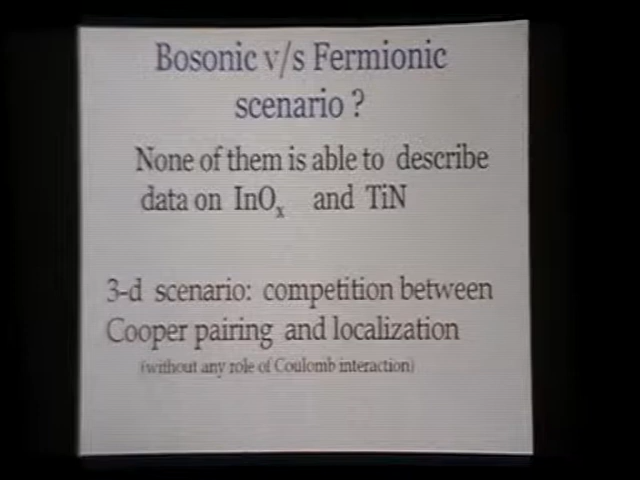 Bosonic v/s Fermionic
scenario ?
None of them is able to describe
data on InOₓ and TiN
3-d scenario: competition between
Cooper pairing and localization
(without any role of Coulomb interaction)